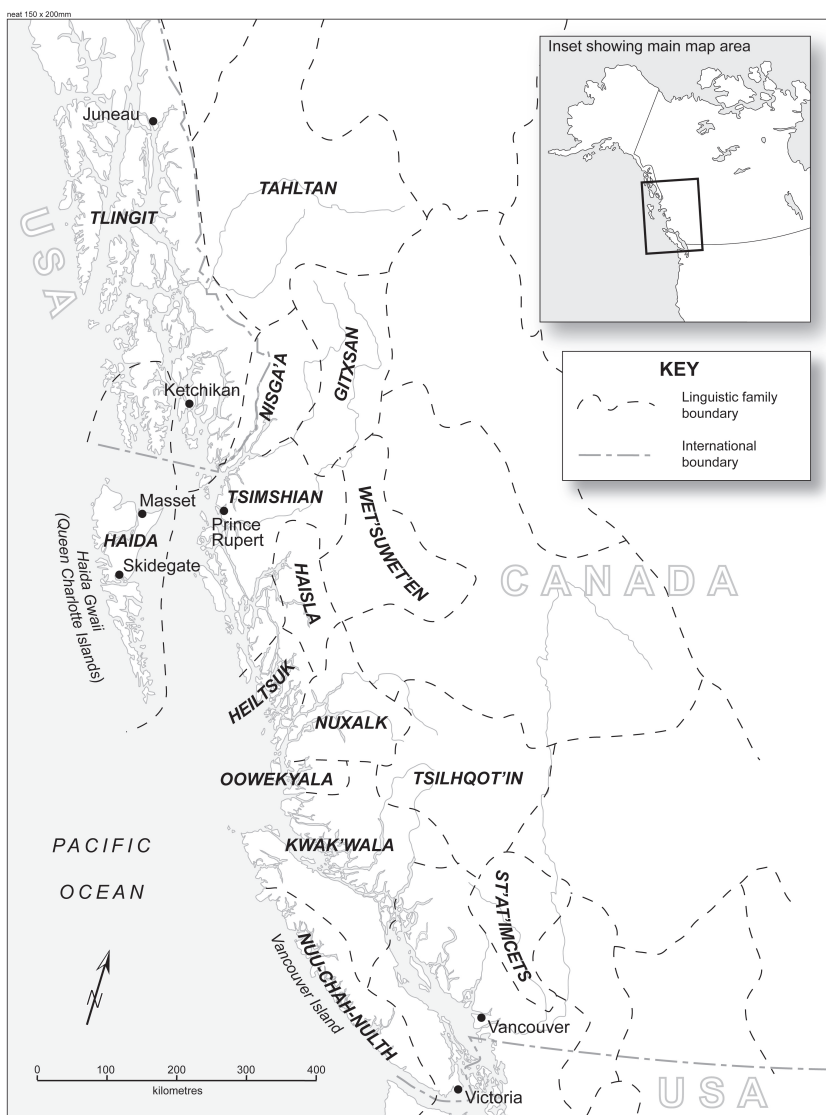 neat 150 x 200mm
Inset showing main map area
Juneau
TAHLTAN
TLINGIT
USA
KEY
Linguistic family
boundary
International
boundary
NISGA'A
GITXSAN
Ketchikan
Masset
TSIMSHIAN
Prince
Rupert
HAIDA
Skidegate
Haida Gwaii
(Queen Charlotte Islands)
WET'SUWET'EN
HAISLA
CANADA
HEILTSUK
NUXALK
OOWEKYALA
TSILHQOT'IN
PACIFIC
OCEAN
KWAK'WALA
ST'AT'IMCETS
NUU-CHAH-NULTH
Vancouver Island
N
Vancouver
0 100 200 300 400
kilometres
Victoria
USA